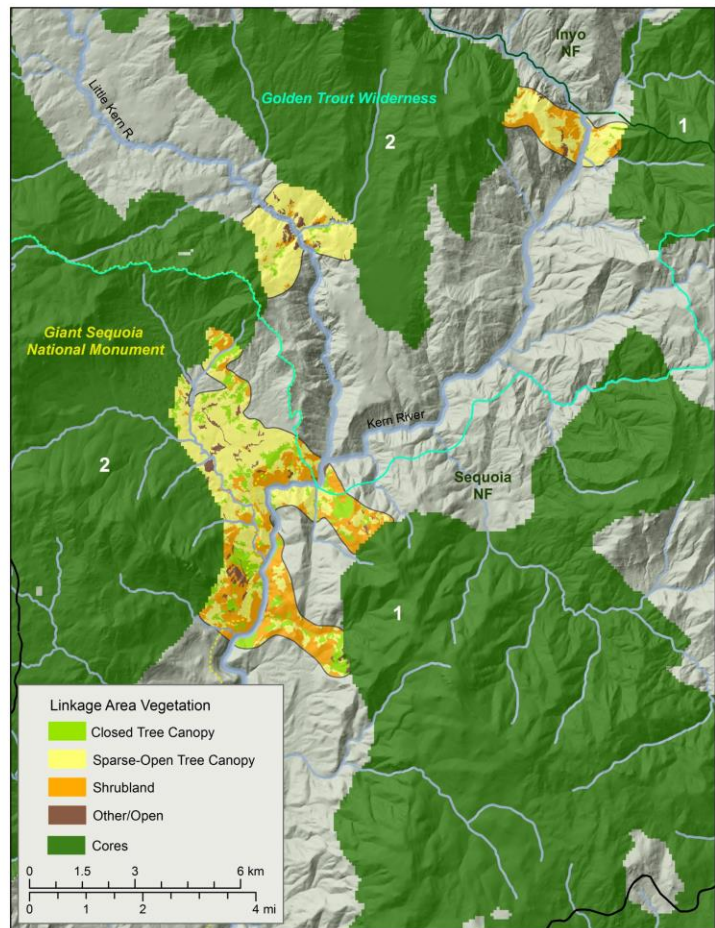 Inyo
NF
Little Kern R.
Golden Trout Wilderness
1
2
Giant Sequoia
National Monument
Kern River
2
Sequoia
NF
1
Linkage Area Vegetation
Closed Tree Canopy
Sparse-Open Tree Canopy
Shrubland
Other/Open
Cores
0 1.5 3 6 km
0 1 2 4 mi